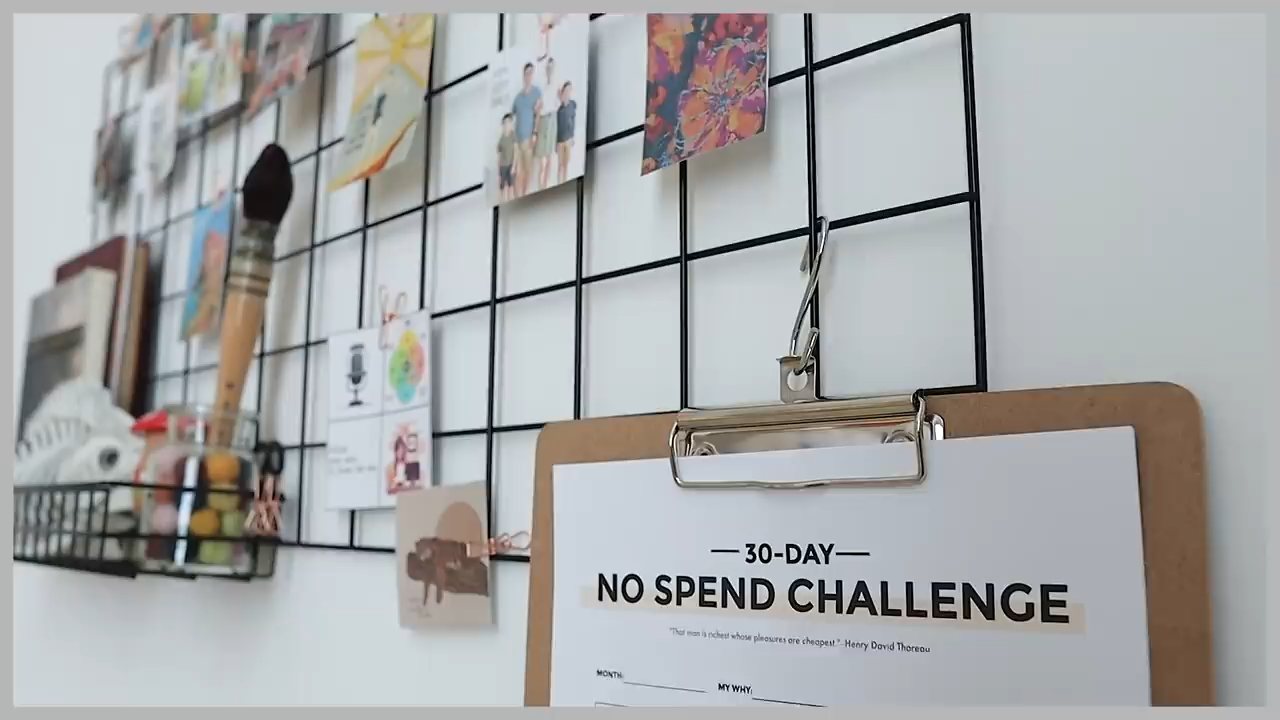 —30-DAY—
NO SPEND CHALLENGE
"That man is richest whose pleasures are cheapest." -Henry David Thoreau
MONTH:
MY WHY: